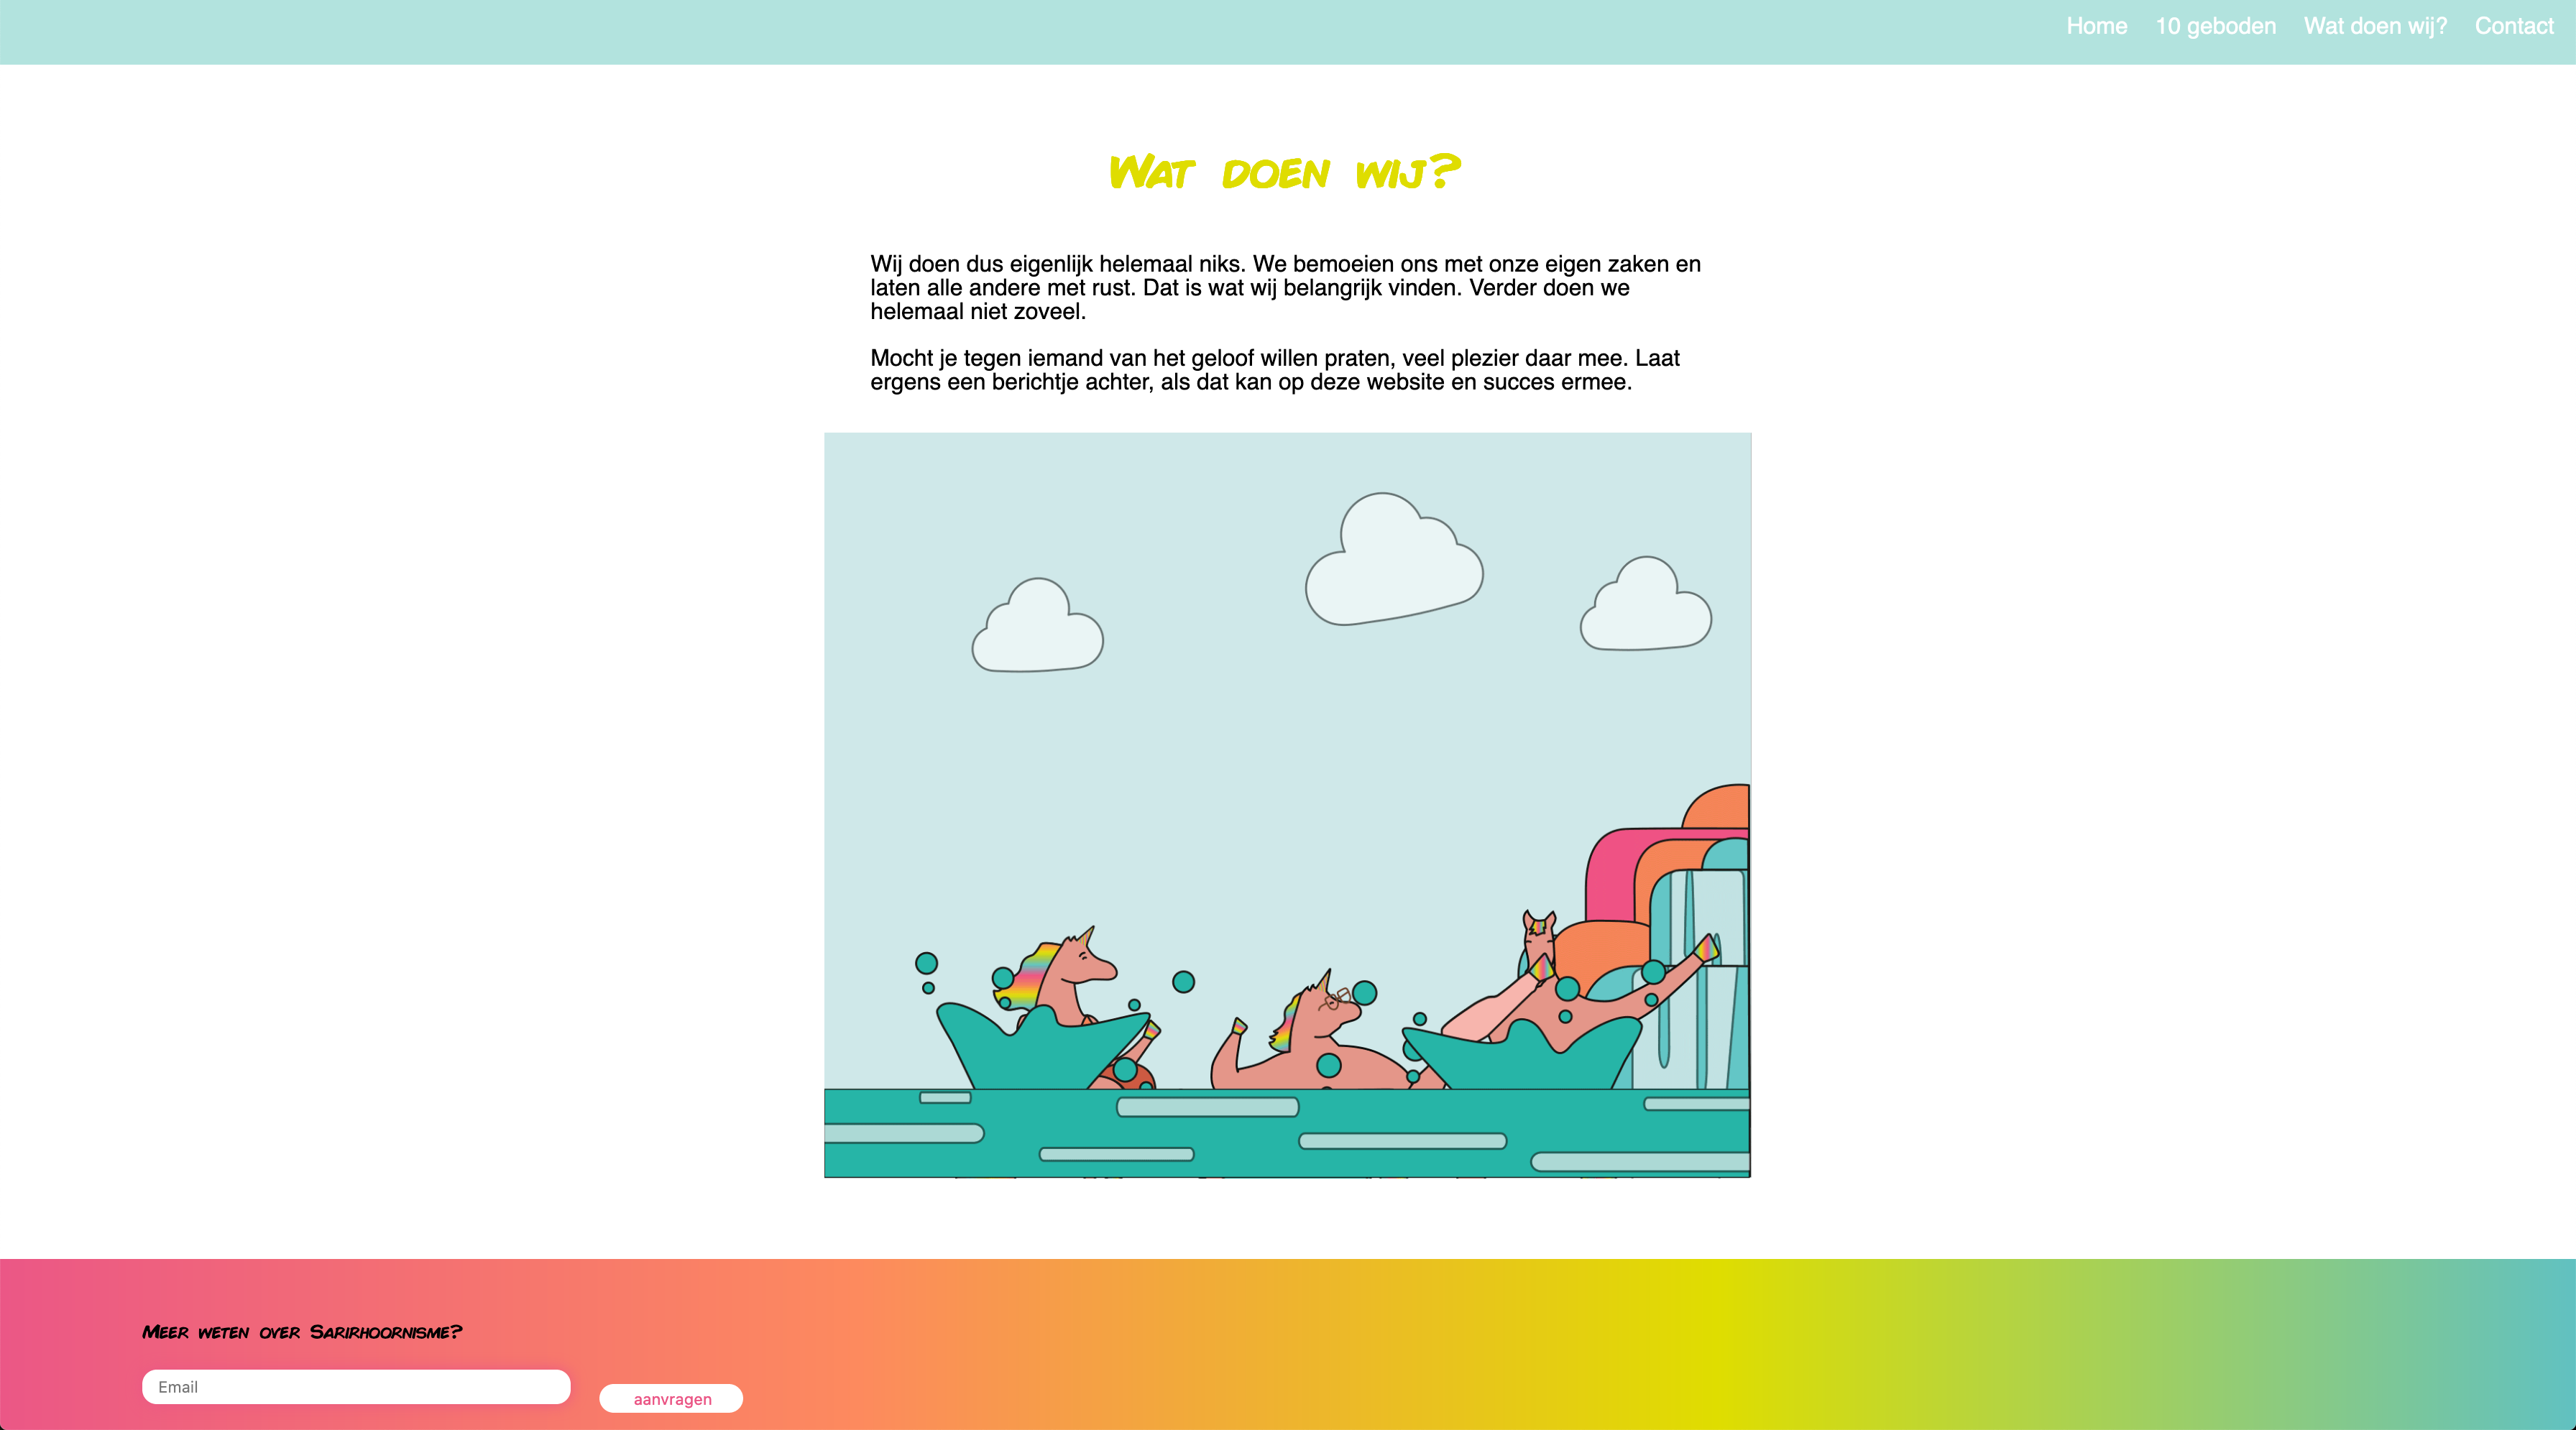 Home 10 geboden Wat doen wij? Contact
Wat doen wij?
Wij doen dus eigenlijk helemaal niks. We bemoeien ons met onze eigen zaken en
laten alle andere met rust. Dat is wat wij belangrijk vinden. Verder doen we
helemaal niet zoveel.
Mocht je tegen iemand van het geloof willen praten, veel plezier daar mee. Laat
ergens een berichtje achter, als dat kan op deze website en succes ermee.
Meer weten over Sarirhoornisme?
Email
aanvragen